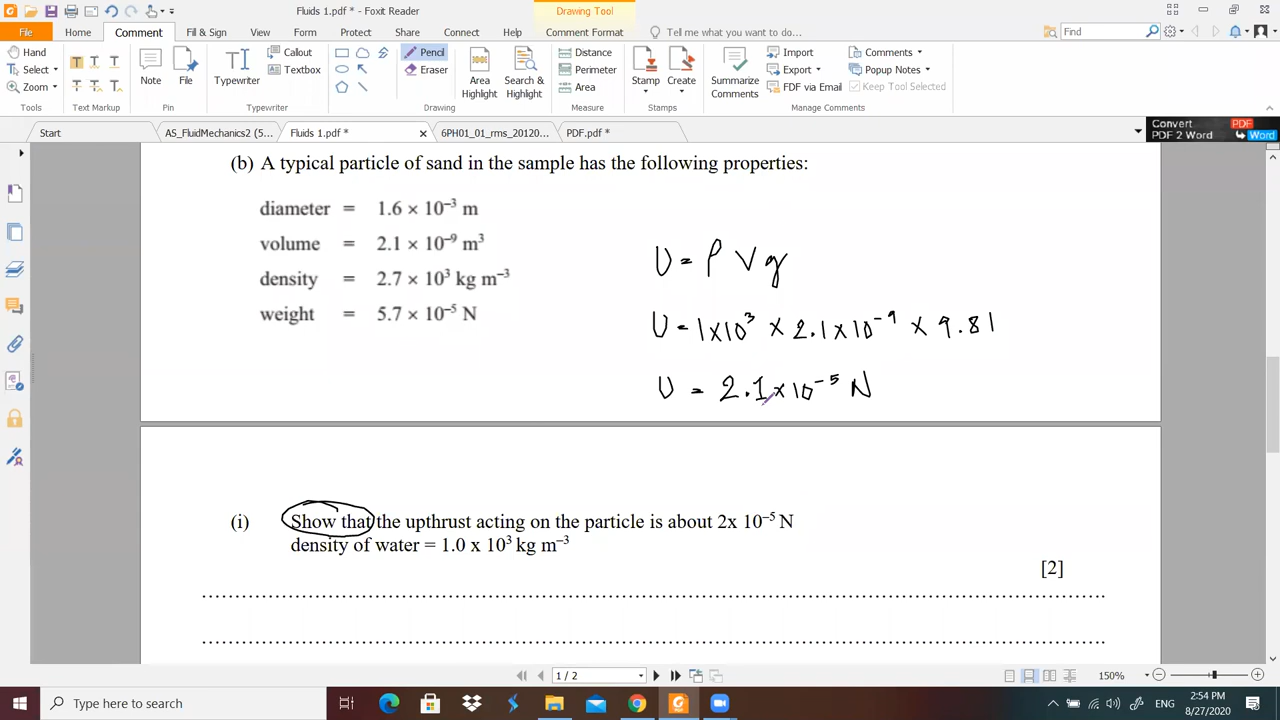 Fluids 1.pdf * - Foxit Reader
Drawing Tool
File Home Comment Fill & Sign View Form Protect Share Connect Help Comment Format Tell me what you want to do... Find
Hand
Select
Zoom
Tools
Text Markup
Note
File
Pin
Typewriter
Callout
Textbox
Typewriter
Pencil
Eraser
Drawing
Area Highlight
Search & Highlight
Distance
Perimeter
Area
Measure
Stamp
Create
Stamps
Summarize Comments
Import
Export
FDF via Email
Comments
Popup Notes
Keep Tool Selected
Manage Comments
Start AS_FluidMechanics2 (5... Fluids 1.pdf * 6PH01_01_rms_20120... PDF.pdf *
Convert PDF
PDF 2 Word Word
(b) A typical particle of sand in the sample has the following properties:
diameter = 1.6 × 10⁻³ m
volume = 2.1 × 10⁻⁹ m³
density = 2.7 × 10³ kg m⁻³
weight = 5.7 × 10⁻⁵ N
U = ρ V g
U = 1×10³ × 2.1×10⁻⁹ × 9.81
U = 2.1×10⁻⁵ N
(i) Show that the upthrust acting on the particle is about 2x 10⁻⁵ N
density of water = 1.0 x 10³ kg m⁻³
[2]
1 / 2
150%
Type here to search
2:54 PM
8/27/2020